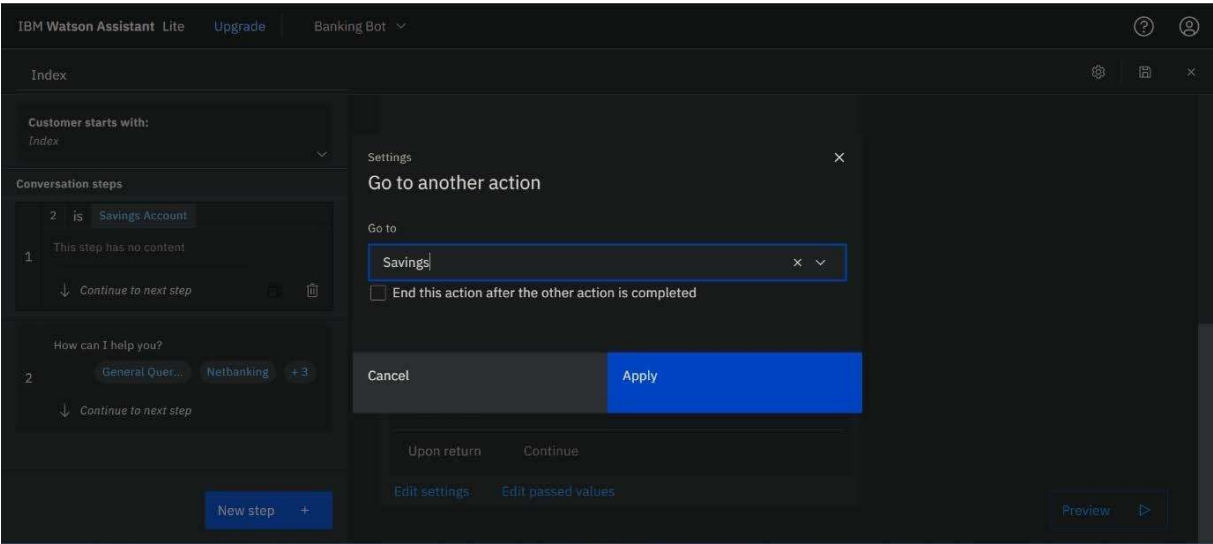 IBM Watson Assistant Lite Upgrade Banking Bot
Index
Customer starts with:
Index
Conversation steps
2 is Savings Account
1
This step has no content
Continue to next step
How can I help you?
2
General Quer... Netbanking +3
Continue to next step
New step +
Settings
Go to another action
Go to
Savings
End this action after the other action is completed
Cancel Apply
Upon return Continue
Edit settings Edit passed values
Preview